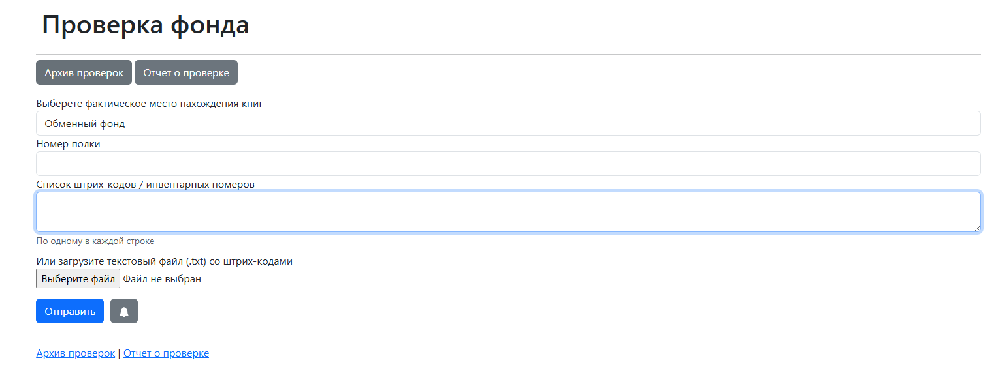 Проверка фонда
Архив проверок Отчет о проверке
Выберете фактическое место нахождения книг
Обменный фонд
Номер полки
Список штрих-кодов / инвентарных номеров
По одному в каждой строке
Или загрузите текстовый файл (.txt) со штрих-кодами
Выберите файл Файл не выбран
Отправить
Архив проверок | Отчет о проверке